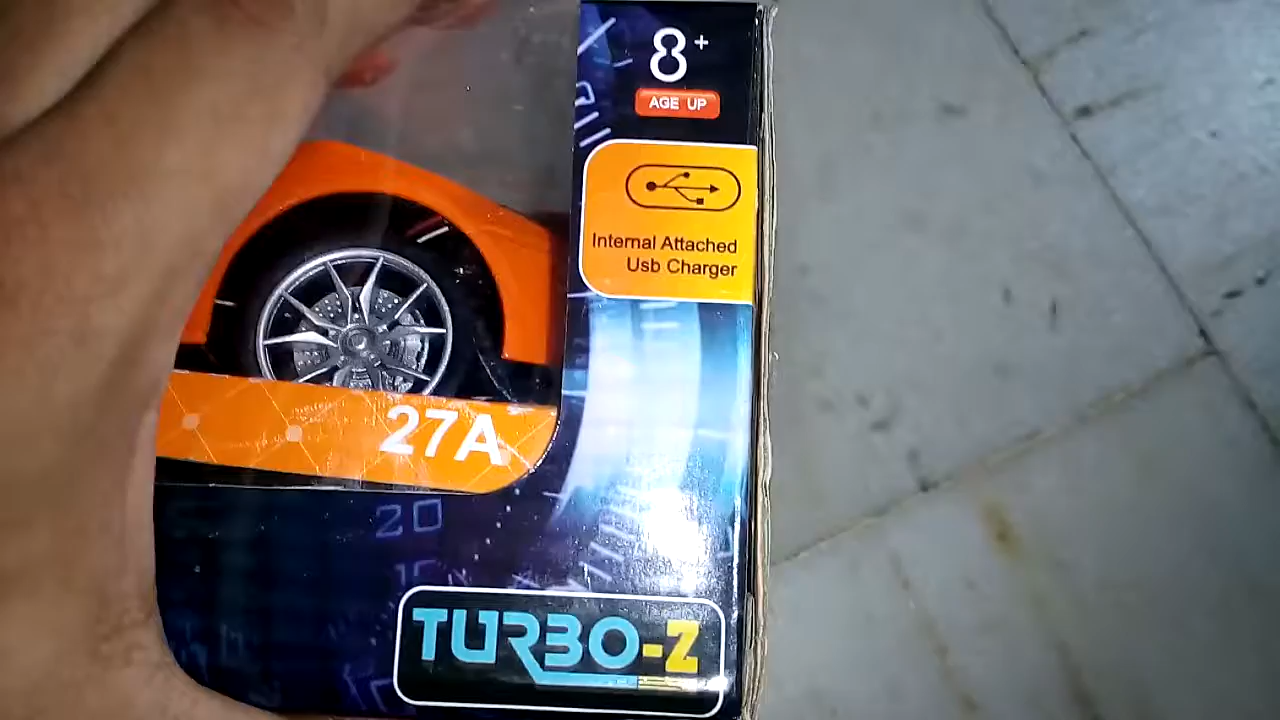 8+
AGE UP
Internal Attached
Usb Charger
27A
20
TURBO-Z